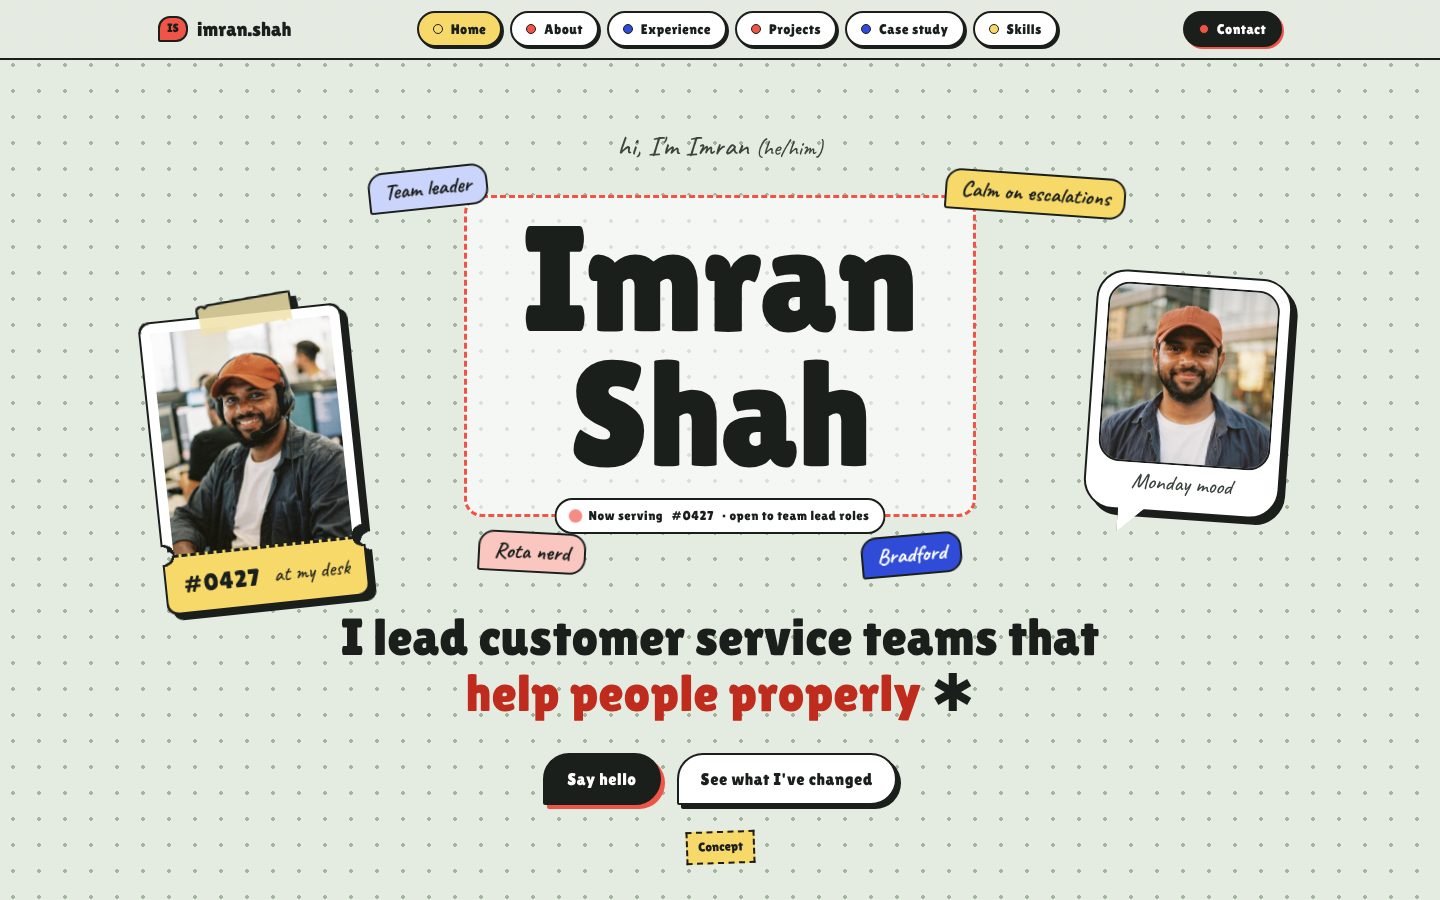 IS imran.shah
Home
About
Experience
Projects
Case study
Skills
Contact
hi, I'm Imran (he/him)
Team leader
Calm on escalations
Imran
Shah
Monday mood
Now serving #0427 · open to team lead roles
Rota nerd
Bradford
#0427 at my desk
I lead customer service teams that
help people properly *
Say hello
See what I've changed
Concept